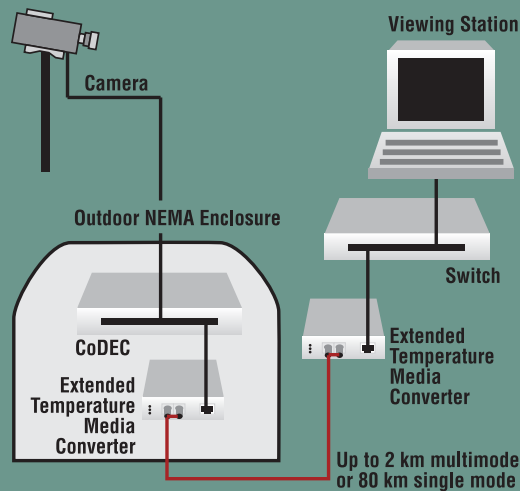 Viewing Station
Camera
Outdoor NEMA Enclosure
Switch
CoDEC
Extended
Temperature
Media
Converter
Extended
Temperature
Media
Converter
Up to 2 km multimode
or 80 km single mode